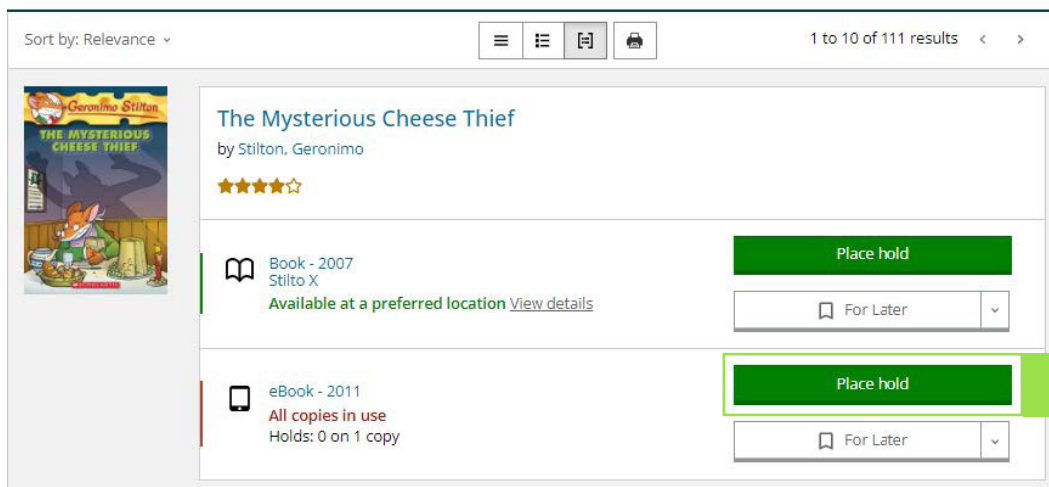 Sort by: Relevance
1 to 10 of 111 results
Geronimo Stilton
THE MYSTERIOUS
CHEESE THIEF
SCHOLASTIC
The Mysterious Cheese Thief
by Stilton, Geronimo
Book - 2007
Stilto X
Available at a preferred location View details
Place hold
For Later
eBook - 2011
All copies in use
Holds: 0 on 1 copy
Place hold
For Later